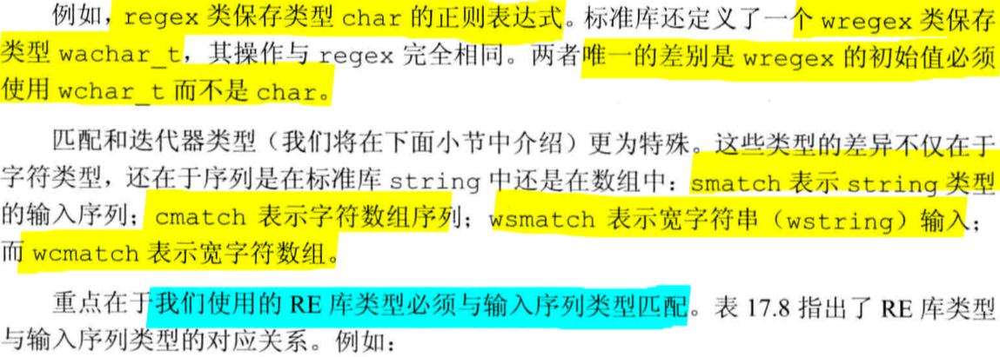 例如，regex 类保存类型 char 的正则表达式。标准库还定义了一个 wregex 类保存
类型 wachar_t，其操作与 regex 完全相同。两者唯一的差别是 wregex 的初始值必须
使用 wchar_t 而不是 char。
匹配和迭代器类型（我们将在下面小节中介绍）更为特殊。这些类型的差异不仅在于
字符类型，还在于序列是在标准库 string 中还是在数组中：smatch 表示 string 类型
的输入序列；cmatch 表示字符数组序列；wsmatch 表示宽字符串（wstring）输入；
而 wcmatch 表示宽字符数组。
重点在于我们使用的 RE 库类型必须与输入序列类型匹配。表 17.8 指出了 RE 库类型
与输入序列类型的对应关系。例如：